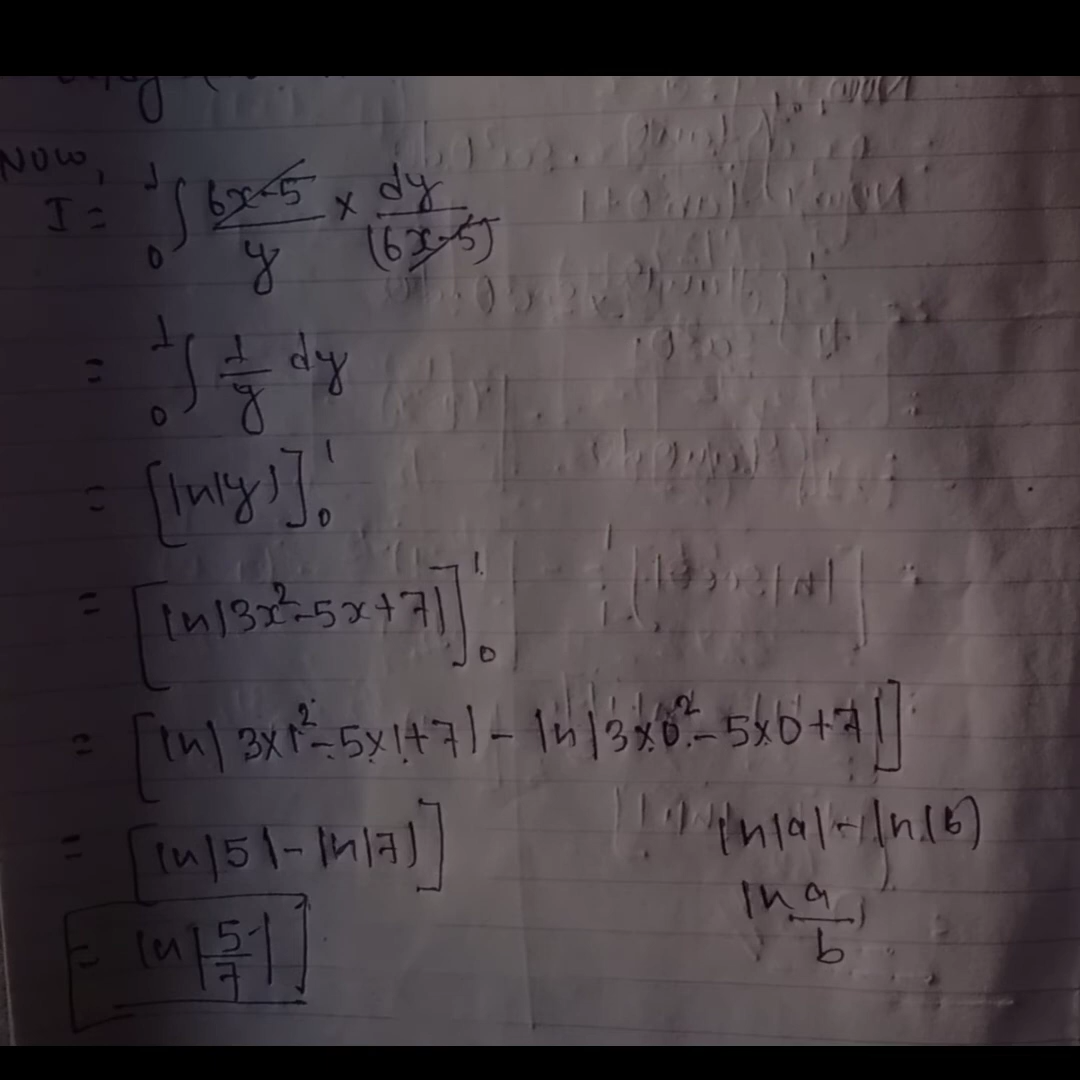 Now,
I = ₀¹∫ (6x-5)/y × dy/(6x-5)
= ₀¹∫ 1/y dy
= [ln|y|]₀¹
= [ln|3x²-5x+7|]₀¹
= [ln|3×1²-5×1+7| - ln|3×0²-5×0+7|]
= [ln|5| - ln|7|]
ln|a| - ln(b)
ln a/b
= ln|5/7|